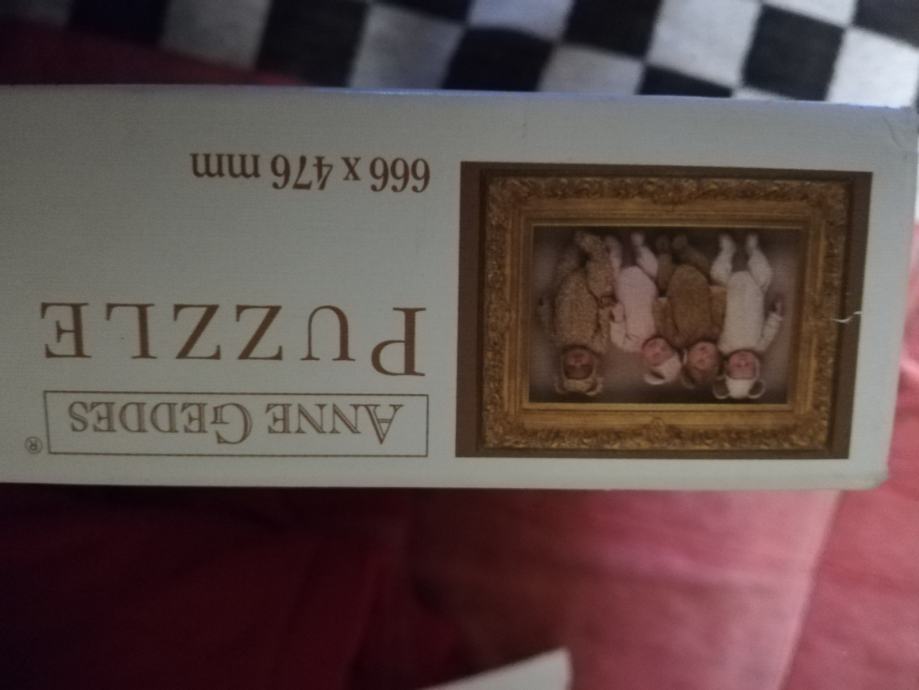 ANNE GEDDES ®
PUZZLE
666 x 476 mm